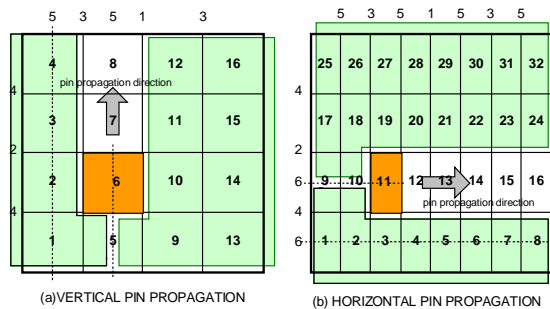 5 3 5 1 3
4 8 12 16
pin propagation direction
4
3 7 11 15
2
2 6 10 14
4
1 5 9 13
(a)VERTICAL PIN PROPAGATION
5 3 5 1 5 3 5
25 26 27 28 29 30 31 32
4
17 18 19 20 21 22 23 24
2
6 9 10 11 12 13 14 15 16
pin propagation direction
4
6 1 2 3 4 5 6 7 8
(b) HORIZONTAL PIN PROPAGATION